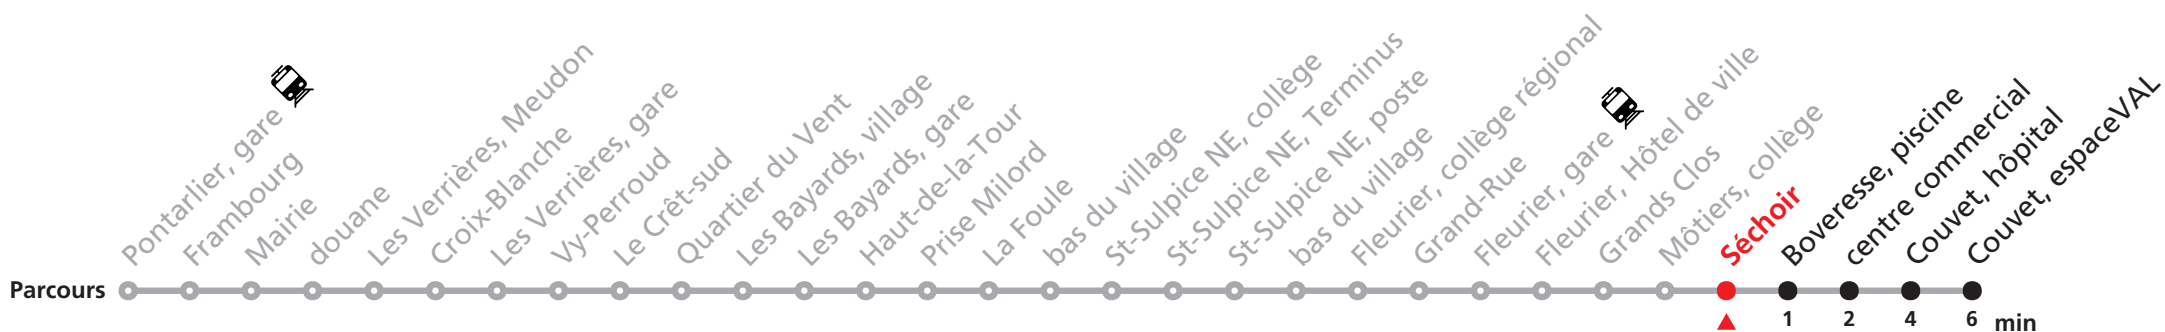 Pontarlier, gare
Frambourg
Mairie
douane
Les Verrières, Meudon
Croix-Blanche
Les Verrières, gare
Vy-Perroud
Le Crêt-sud
Quartier du Vent
Les Bayards, village
Les Bayards, gare
Haut-de-la-Tour
Prise Milord
La Foule
bas du village
St-Sulpice NE, collège
St-Sulpice NE, Terminus
St-Sulpice NE, poste
bas du village
Fleurier, collège régional
Grand-Rue
Fleurier, gare
Fleurier, Hôtel de ville
Grands Clos
Môtiers, collège
Séchoir
Boveresse, piscine
centre commercial
Couvet, hôpital
Couvet, espaceVAL
Parcours
1 2 4 6 min